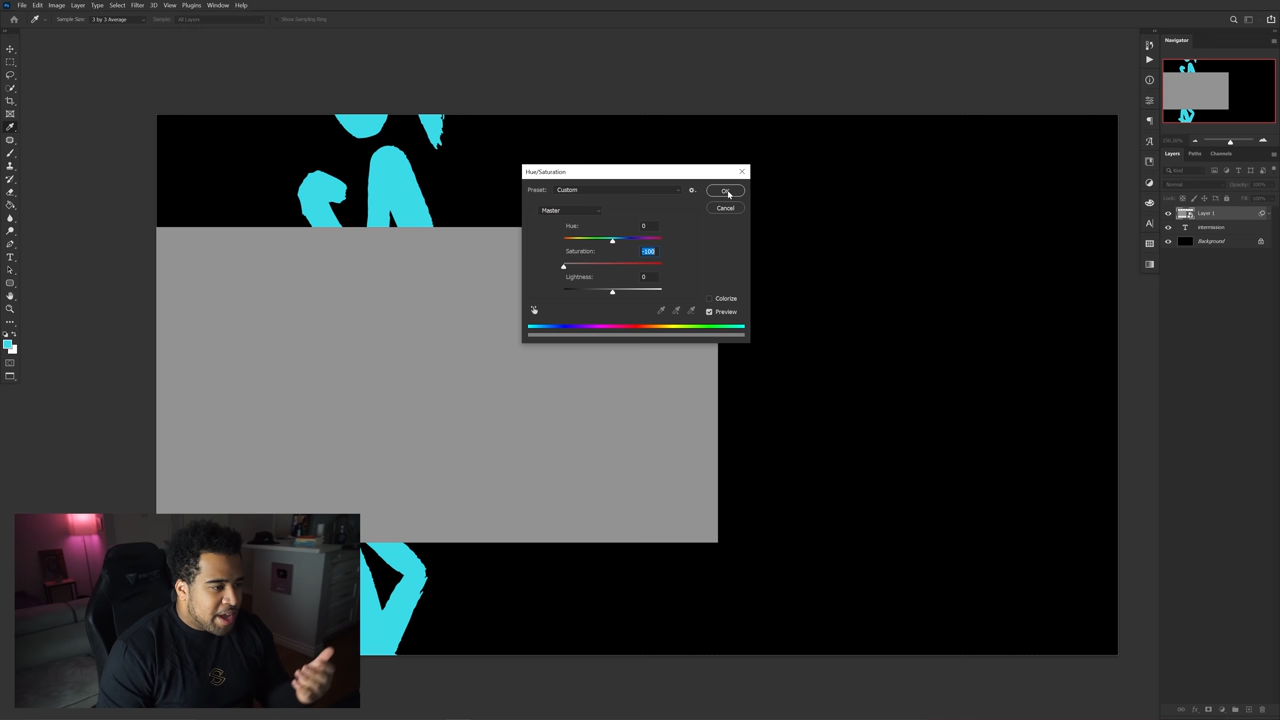 File Edit Image Layer Type Select Filter 3D View Plugins Window Help
Sample Size: 3 by 3 Average Sample: All Layers Show Sampling Ring
Navigator
Hue/Saturation
Preset: Custom
OK
Cancel
Master
Hue: 0
Saturation: -100
Lightness: 0
Colorize
Preview
Layers Paths Channels
Kind
Normal Opacity: 100%
Lock: Fill: 100%
Layer 1
intermission
Background